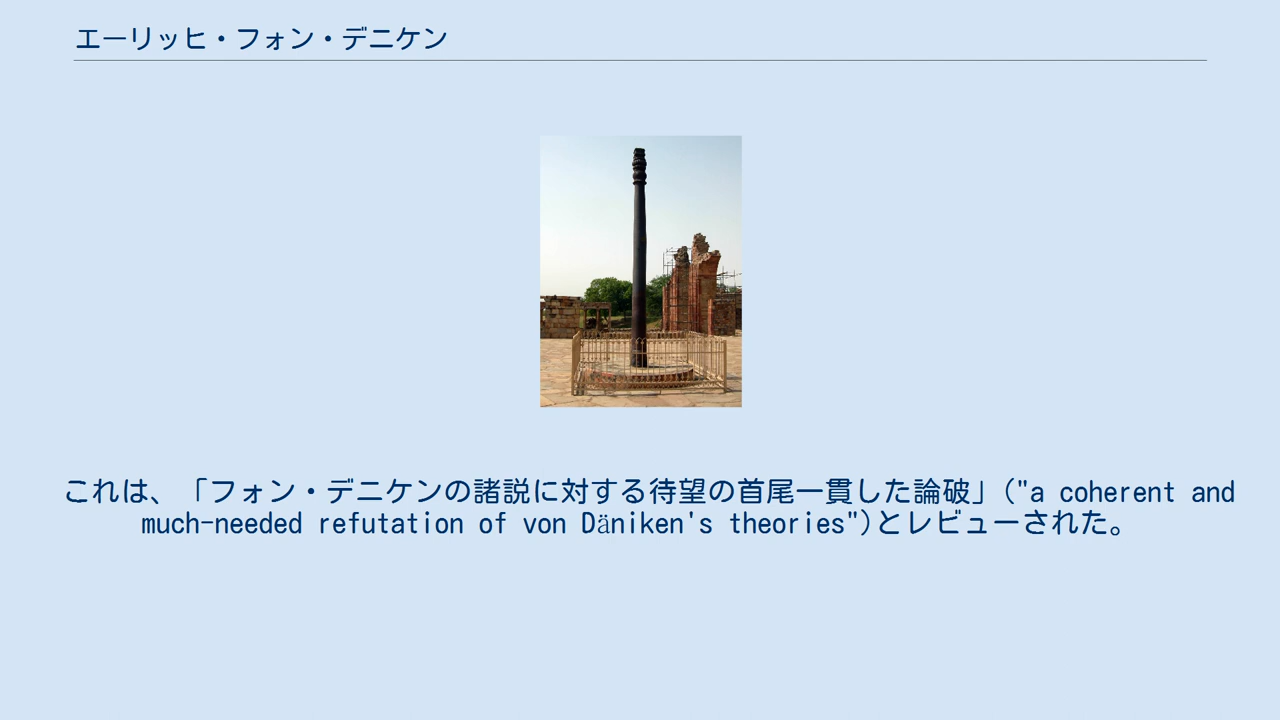 エーリッヒ・フォン・デニケン
これは、「フォン・デニケンの諸説に対する待望の首尾一貫した論破」("a coherent and
much-needed refutation of von Däniken's theories")とレビューされた。